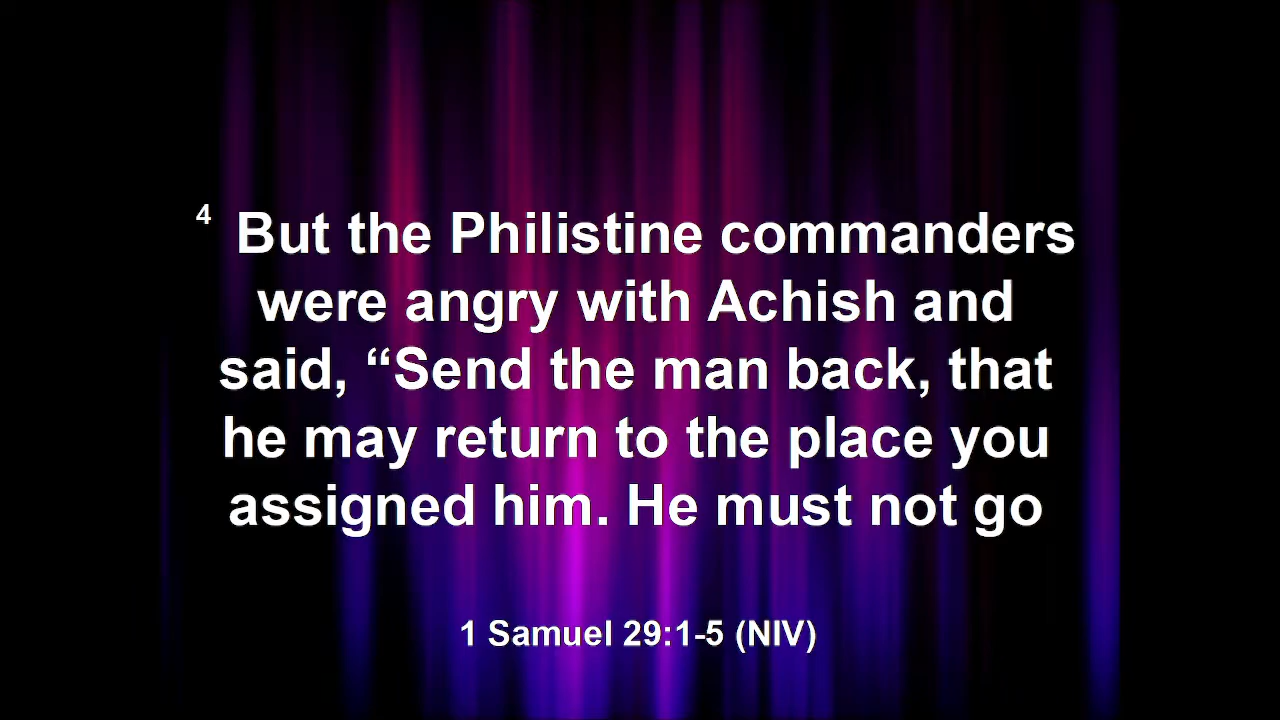 4 But the Philistine commanders
were angry with Achish and
said, “Send the man back, that
he may return to the place you
assigned him. He must not go
1 Samuel 29:1-5 (NIV)